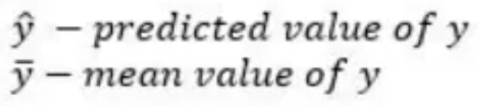 ŷ – predicted value of y
ȳ – mean value of y